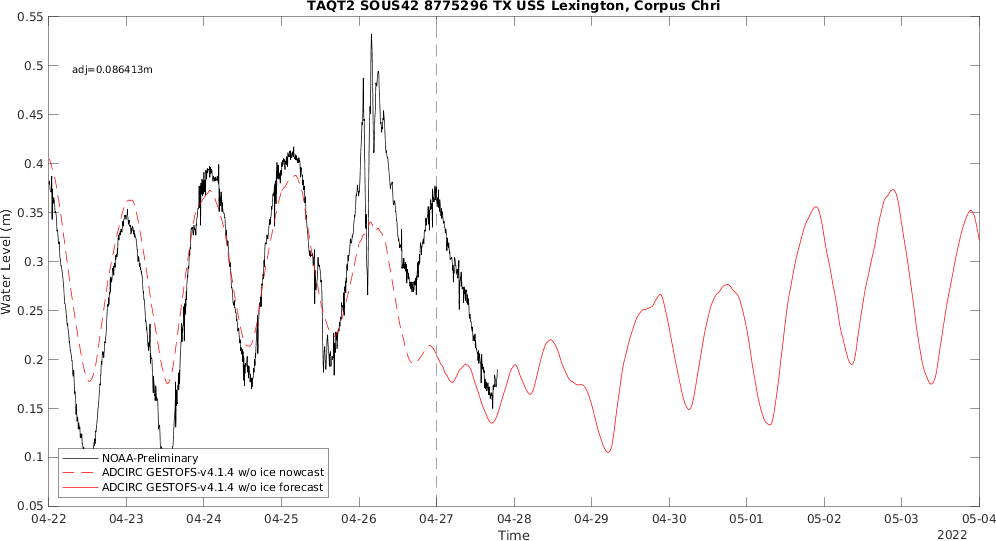 TAQT2 SOUS42 8775296 TX USS Lexington, Corpus Chri
adj=0.086413m
0.55
0.5
0.45
0.4
0.35
0.3
0.25
0.2
0.15
0.1
0.05
Water Level (m)
NOAA-Preliminary
ADCIRC GESTOFS-v4.1.4 w/o ice nowcast
ADCIRC GESTOFS-v4.1.4 w/o ice forecast
04-22 04-23 04-24 04-25 04-26 04-27 04-28 04-29 04-30 05-01 05-02 05-03 05-04
Time
2022